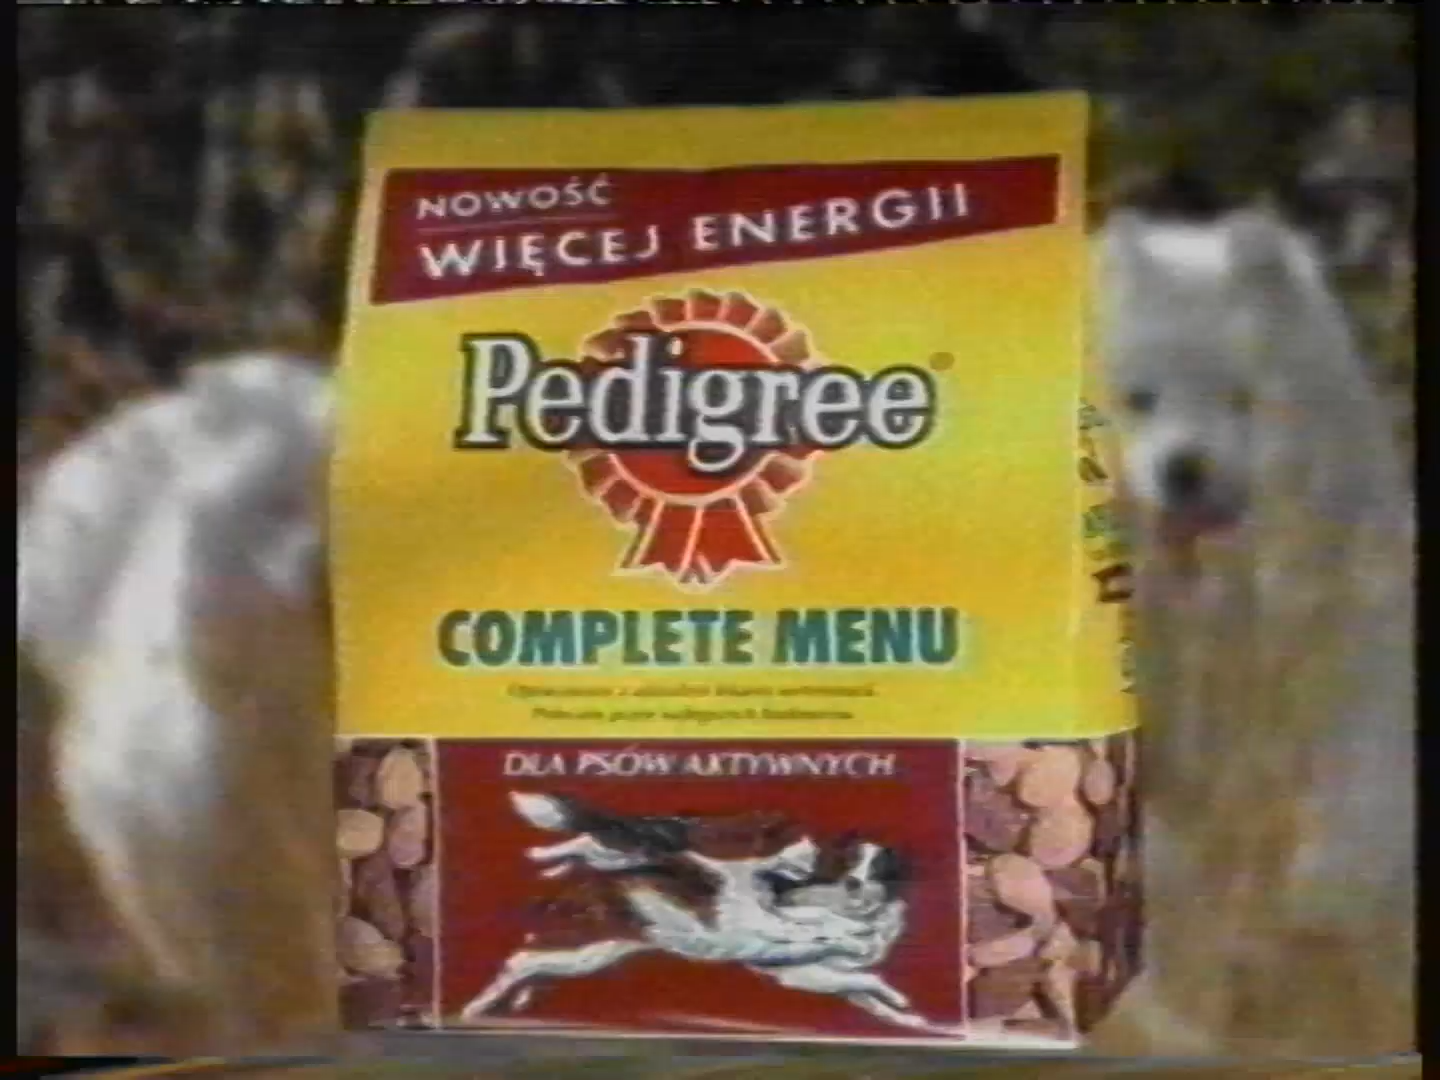 NOWOŚĆ
WIĘCEJ ENERGII
Pedigree
COMPLETE MENU
DLA PSÓW AKTYWNYCH